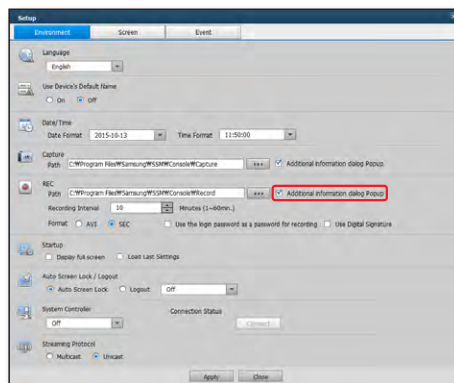 Setup
Environment Screen Event
Language
English
Use Device's Default Name
On Off
Date/Time
Date Format 2015-10-13 Time Format 11:50:00
Capture
Path C:₩Program Files₩Samsung₩SSM₩Console₩Capture Additional information dialog Popup
REC
Path C:₩Program Files₩Samsung₩SSM₩Console₩Record Additional information dialog Popup
Recording Interval 10 Minutes (1~60min.)
Format AVI SEC Use the login password as a password for recording Use Digital Signature
Startup
Display full screen Load Last Settings
Auto Screen Lock / Logout
Auto Screen Lock Logout Off
System Controller Connection Status
Off Connect
Streaming Protocol
Multicast Unicast
Apply Close